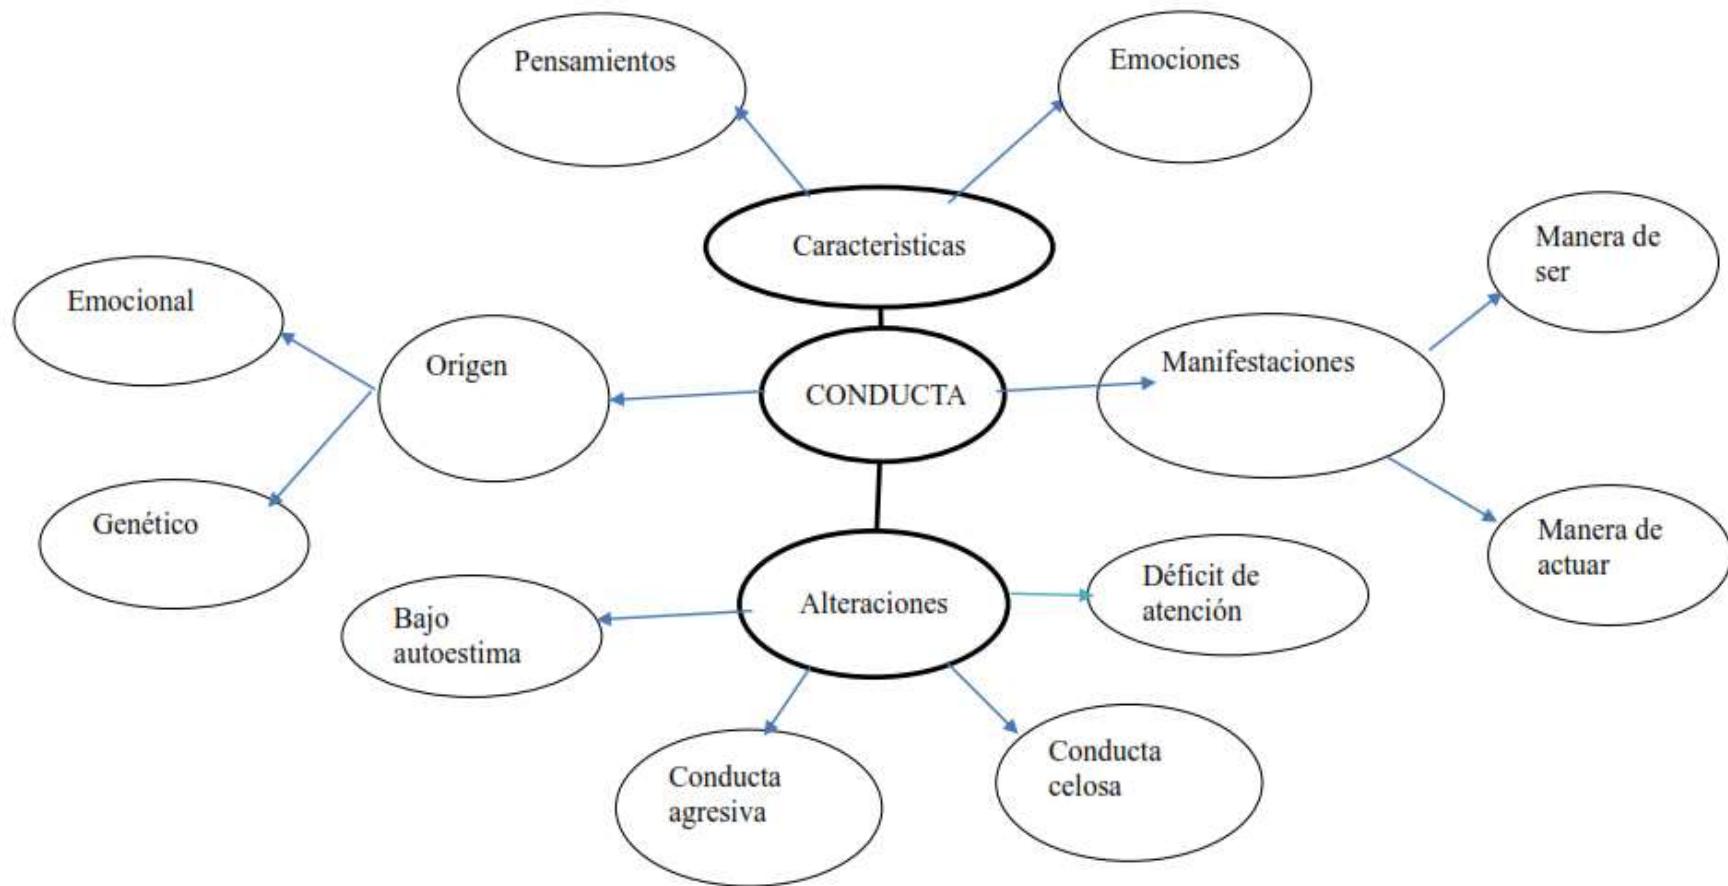 Pensamientos
Emociones
Caracterìsticas
Manera de
ser
Emocional
Origen
CONDUCTA
Manifestaciones
Genético
Manera de
actuar
Bajo
autoestima
Alteraciones
Déficit de
atención
Conducta
agresiva
Conducta
celosa